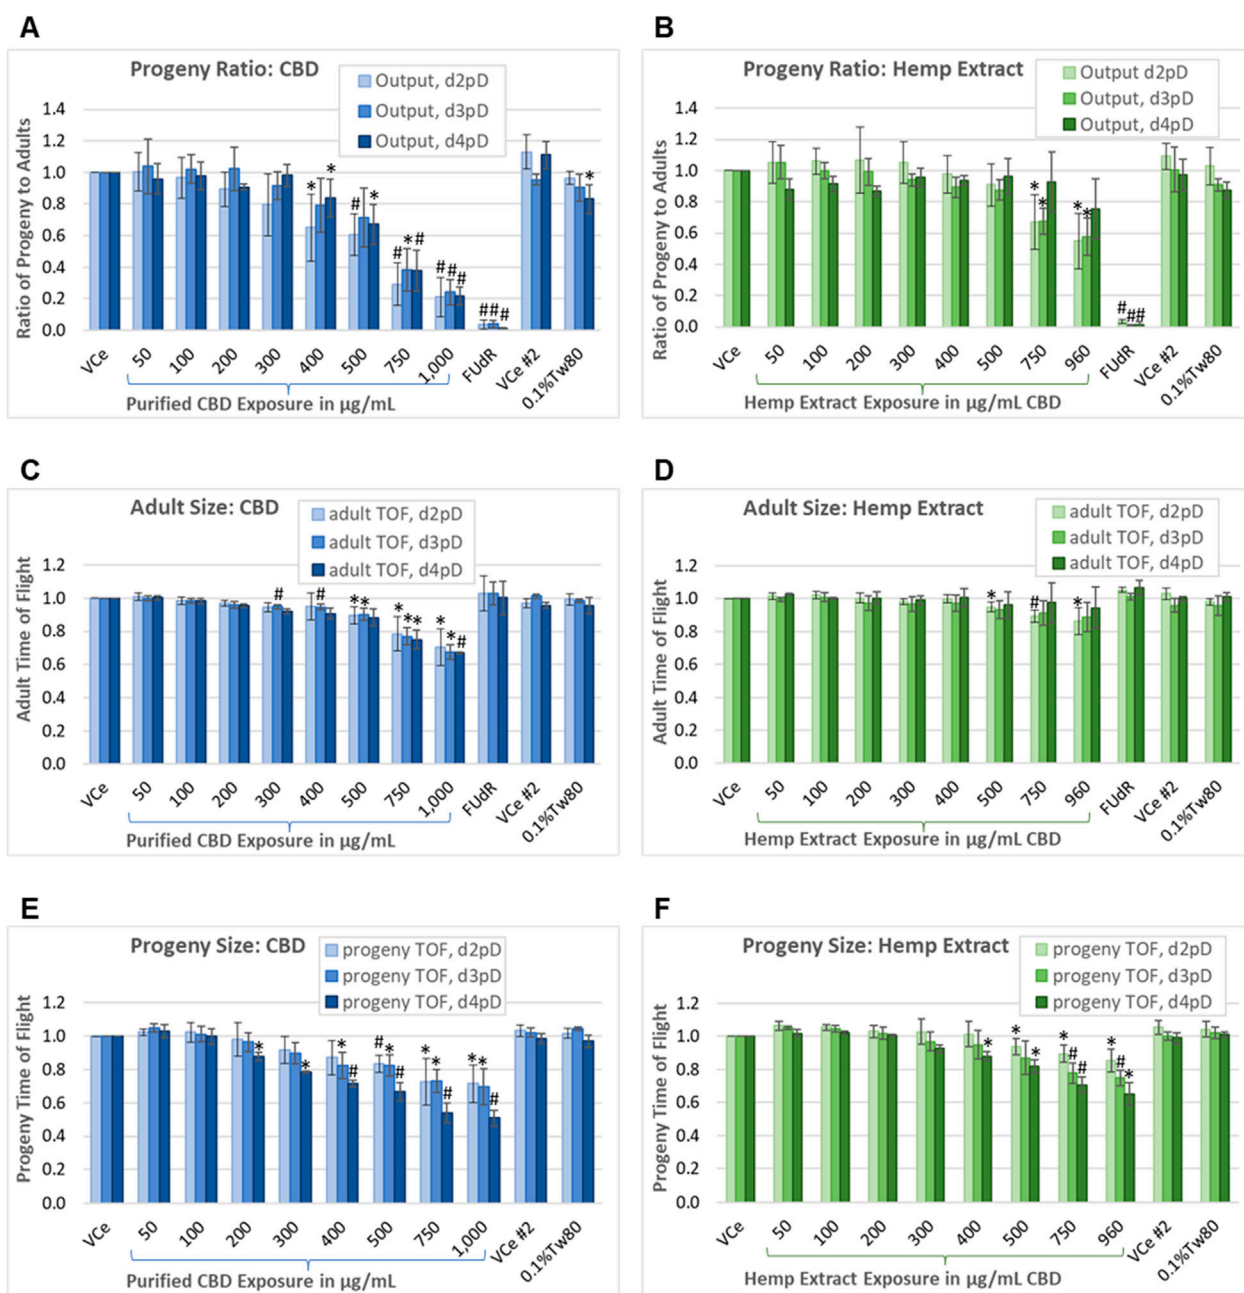 A
Progeny Ratio: CBD
Output, d2pD
Output, d3pD
Output, d4pD
Ratio of Progeny to Adults
1.4
1.2
1.0
0.8
0.6
0.4
0.2
0.0
* * # * # * # # # # # # # *
VCe 50 100 200 300 400 500 750 1,000 FUdR VCe #2 0.1%Tw80
Purified CBD Exposure in µg/mL
B
Progeny Ratio: Hemp Extract
Output d2pD
Output, d3pD
Output, d4pD
Ratio of Progeny to Adults
1.4
1.2
1.0
0.8
0.6
0.4
0.2
0.0
* * * * # # #
VCe 50 100 200 300 400 500 750 960 FUdR VCe #2 0.1%Tw80
Hemp Extract Exposure in µg/mL CBD
C
Adult Size: CBD
adult TOF, d2pD
adult TOF, d3pD
adult TOF, d4pD
Adult Time of Flight
1.2
1.0
0.8
0.6
0.4
0.2
0.0
# # * * * * * * * #
VCe 50 100 200 300 400 500 750 1,000 FUdR VCe #2 0.1%Tw80
Purified CBD Exposure in µg/mL
D
Adult Size: Hemp Extract
adult TOF, d2pD
adult TOF, d3pD
adult TOF, d4pD
Adult Time of Flight
1.2
1.0
0.8
0.6
0.4
0.2
0.0
* # *
VCe 50 100 200 300 400 500 750 960 FUdR VCe #2 0.1%Tw80
Hemp Extract Exposure in µg/mL CBD
E
Progeny Size: CBD
progeny TOF, d2pD
progeny TOF, d3pD
progeny TOF, d4pD
Progeny Time of Flight
1.2
1.0
0.8
0.6
0.4
0.2
0.0
* * * # # * # * * # * * #
VCe 50 100 200 300 400 500 750 1,000 VCe #2 0.1%Tw80
Purified CBD Exposure in µg/mL
F
Progeny Size: Hemp Extract
progeny TOF, d2pD
progeny TOF, d3pD
progeny TOF, d4pD
Progeny Time of Flight
1.2
1.0
0.8
0.6
0.4
0.2
0.0
* * * * # # * # *
VCe 50 100 200 300 400 500 750 960 VCe #2 0.1%Tw80
Hemp Extract Exposure in µg/mL CBD